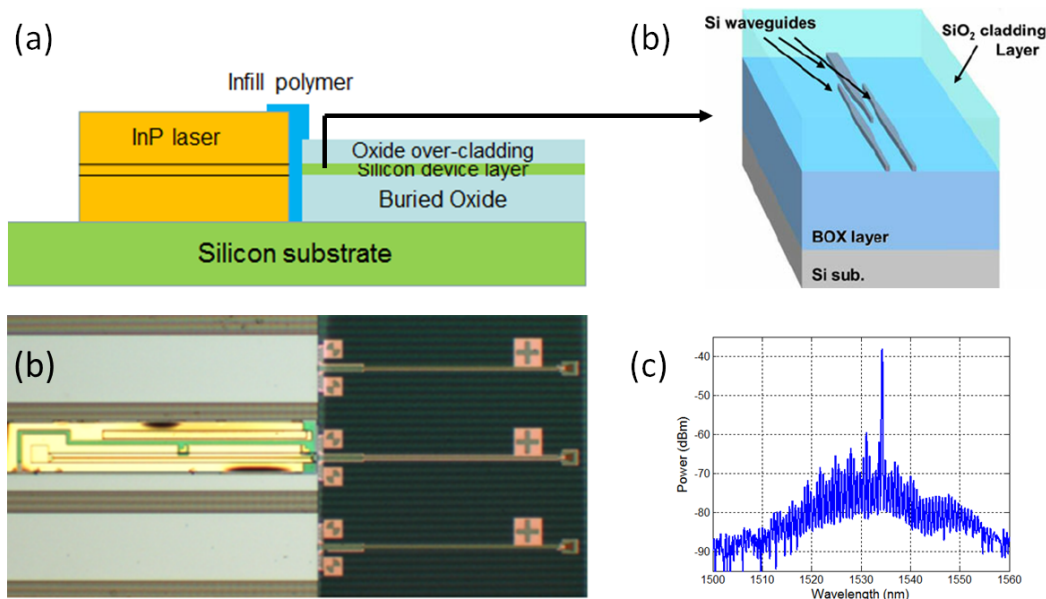 (a)
Infill polymer
InP laser
Oxide over-cladding
Silicon device layer
Buried Oxide
Silicon substrate
(b)
Si waveguides
SiO₂ cladding
Layer
BOX layer
Si sub.
(b)
(c)
Power (dBm)
-40
-50
-60
-70
-80
-90
1500
1510
1520
1530
1540
1550
1560
Wavelength (nm)